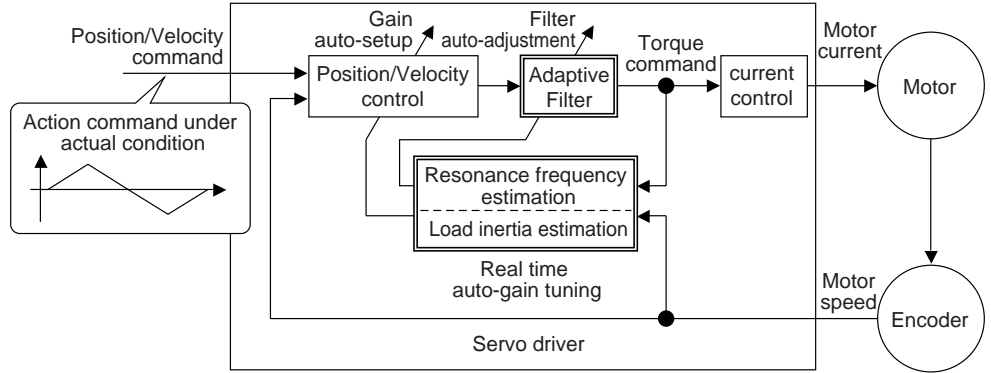 Position/Velocity
command
Action command under
actual condition
Gain
auto-setup
Filter
auto-adjustment
Position/Velocity
control
Adaptive
Filter
Torque
command
current
control
Motor
current
Motor
Resonance frequency
estimation
Load inertia estimation
Real time
auto-gain tuning
Motor
speed
Encoder
Servo driver